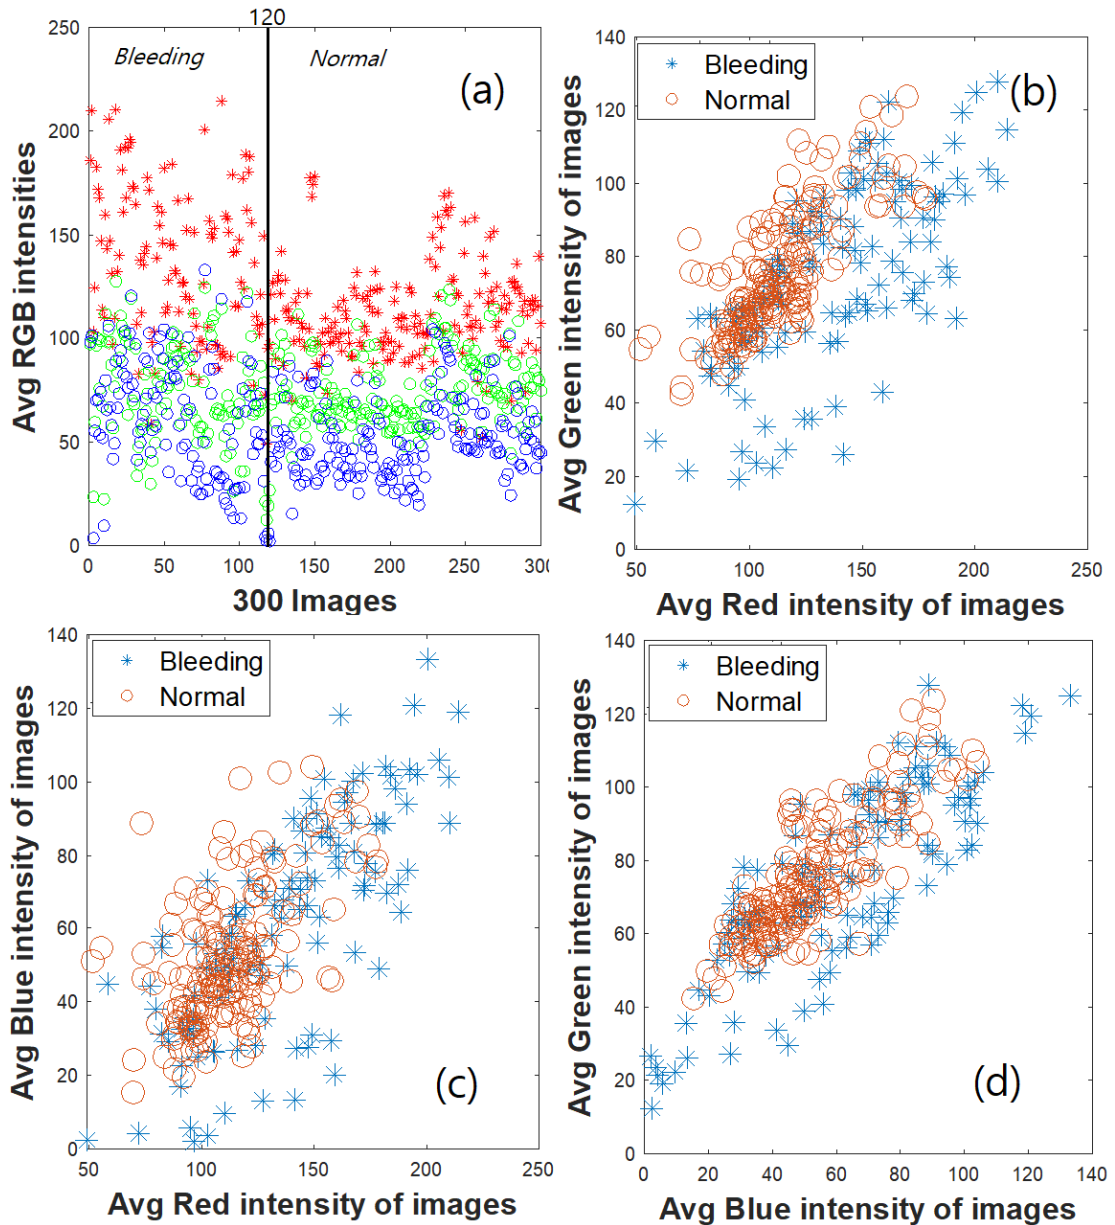 120
250
200
150
100
50
0
Bleeding
Normal
(a)
0
50
100
150
200
250
300
300 Images
Avg RGB intensities
140
120
100
80
60
40
20
0
Bleeding
Normal
(b)
50
100
150
200
250
Avg Red intensity of images
Avg Green intensity of images
140
120
100
80
60
40
20
0
Bleeding
Normal
(c)
50
100
150
200
250
Avg Red intensity of images
Avg Blue intensity of images
140
120
100
80
60
40
20
0
Bleeding
Normal
(d)
0
20
40
60
80
100
120
140
Avg Blue intensity of images
Avg Green intensity of images